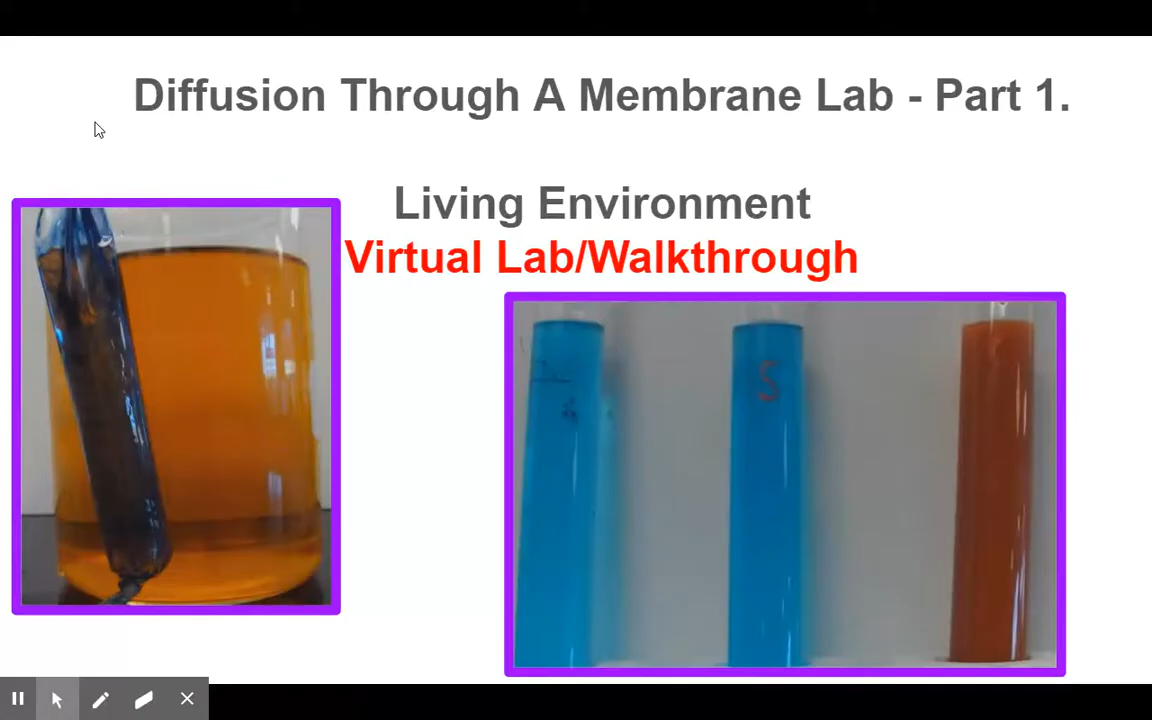 Diffusion Through A Membrane Lab - Part 1.
Living Environment
Virtual Lab/Walkthrough
S